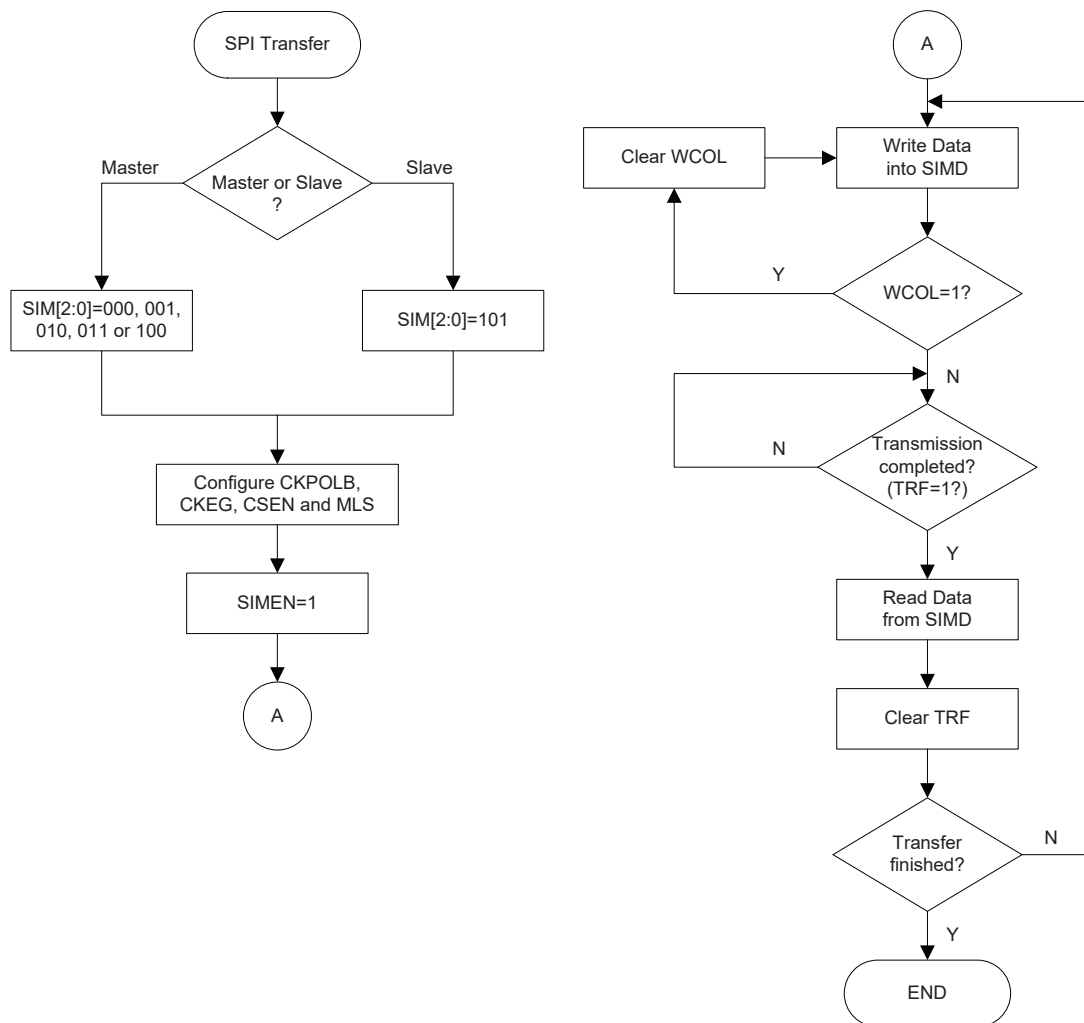 SPI Transfer
Master
Slave
Master or Slave
?
SIM[2:0]=000, 001,
010, 011 or 100
SIM[2:0]=101
Configure CKPOLB,
CKEG, CSEN and MLS
SIMEN=1
A
A
Clear WCOL
Write Data
into SIMD
Y
WCOL=1?
N
N
Transmission
completed?
(TRF=1?)
Y
Read Data
from SIMD
Clear TRF
Transfer
finished?
N
Y
END